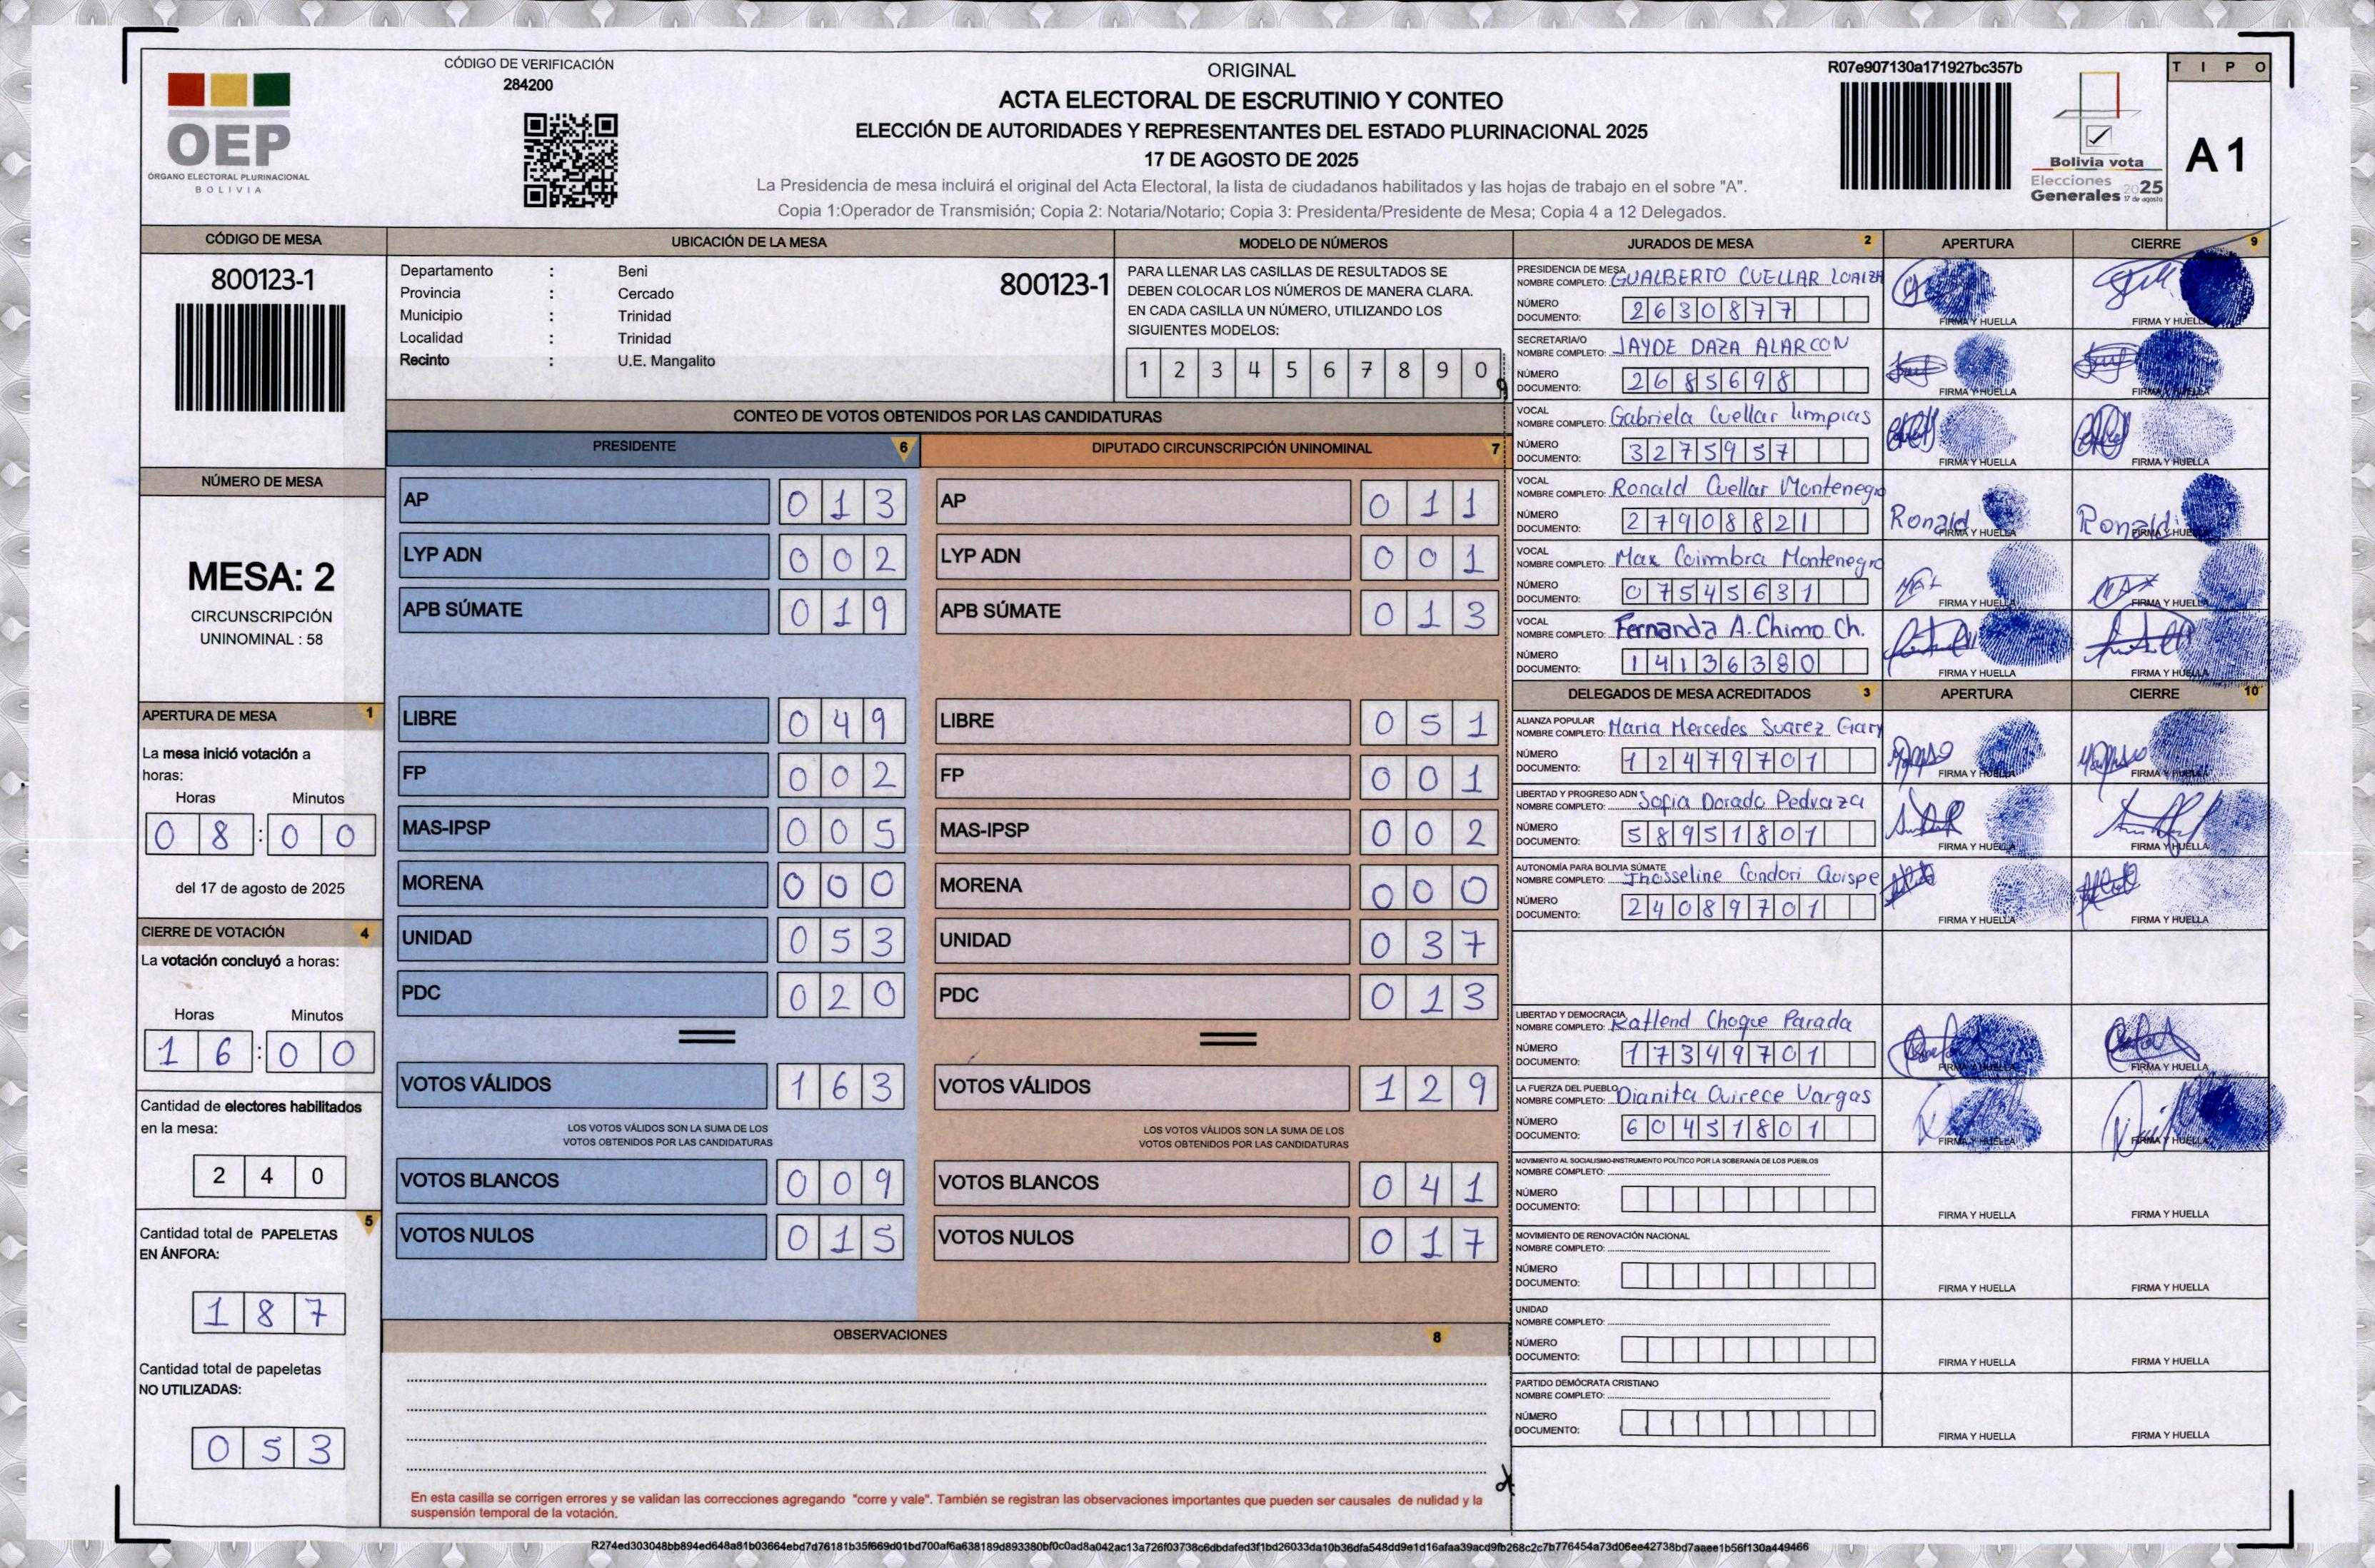 CÓDIGO DE VERIFICACIÓN
284200
OEP
ÓRGANO ELECTORAL PLURINACIONAL
BOLIVIA
ORIGINAL
ACTA ELECTORAL DE ESCRUTINIO Y CONTEO
ELECCIÓN DE AUTORIDADES Y REPRESENTANTES DEL ESTADO PLURINACIONAL 2025
17 DE AGOSTO DE 2025
La Presidencia de mesa incluirá el original del Acta Electoral, la lista de ciudadanos habilitados y las hojas de trabajo en el sobre "A".
Copia 1:Operador de Transmisión; Copia 2: Notaria/Notario; Copia 3: Presidenta/Presidente de Mesa; Copia 4 a 12 Delegados.
R07e907130a171927bc357b
Bolivia vota
Elecciones
Generales 2025
17 de agosto
TIPO
A 1
CÓDIGO DE MESA
800123-1
NÚMERO DE MESA
MESA: 2
CIRCUNSCRIPCIÓN
UNINOMINAL : 58
APERTURA DE MESA 1
La mesa inició votación a
horas:
Horas Minutos
0 8 : 0 0
del 17 de agosto de 2025
CIERRE DE VOTACIÓN 4
La votación concluyó a horas:
Horas Minutos
1 6 : 0 0
Cantidad de electores habilitados
en la mesa:
2 4 0
5
Cantidad total de PAPELETAS
EN ÁNFORA:
1 8 7
Cantidad total de papeletas
NO UTILIZADAS:
0 5 3
UBICACIÓN DE LA MESA
Departamento : Beni
800123-1
Provincia : Cercado
Municipio : Trinidad
Localidad : Trinidad
Recinto : U.E. Mangalito
MODELO DE NÚMEROS
PARA LLENAR LAS CASILLAS DE RESULTADOS SE
DEBEN COLOCAR LOS NÚMEROS DE MANERA CLARA.
EN CADA CASILLA UN NÚMERO, UTILIZANDO LOS
SIGUIENTES MODELOS:
1 2 3 4 5 6 7 8 9 0
CONTEO DE VOTOS OBTENIDOS POR LAS CANDIDATURAS
PRESIDENTE 6
AP 0 1 3
LYP ADN 0 0 2
APB SÚMATE 0 1 9
LIBRE 0 4 9
FP 0 0 2
MAS-IPSP 0 0 5
MORENA 0 0 0
UNIDAD 0 5 3
PDC 0 2 0
VOTOS VÁLIDOS 1 6 3
LOS VOTOS VÁLIDOS SON LA SUMA DE LOS
VOTOS OBTENIDOS POR LAS CANDIDATURAS
VOTOS BLANCOS 0 0 9
VOTOS NULOS 0 1 5
DIPUTADO CIRCUNSCRIPCIÓN UNINOMINAL 7
AP 0 1 1
LYP ADN 0 0 1
APB SÚMATE 0 1 3
LIBRE 0 5 1
FP 0 0 1
MAS-IPSP 0 0 2
MORENA 0 0 0
UNIDAD 0 3 7
PDC 0 1 3
VOTOS VÁLIDOS 1 2 9
LOS VOTOS VÁLIDOS SON LA SUMA DE LOS
VOTOS OBTENIDOS POR LAS CANDIDATURAS
VOTOS BLANCOS 0 4 1
VOTOS NULOS 0 1 7
OBSERVACIONES 8
En esta casilla se corrigen errores y se validan las correcciones agregando "corre y vale". También se registran las observaciones importantes que pueden ser causales de nulidad y la
suspensión temporal de la votación.
JURADOS DE MESA 2 APERTURA CIERRE 9
PRESIDENCIA DE MESA
NOMBRE COMPLETO: GUALBERTO CUELLAR LOAIZA
NÚMERO
DOCUMENTO: 2630877
FIRMA Y HUELLA FIRMA Y HUELLA
SECRETARIA/O
NOMBRE COMPLETO: JAYDE DAZA ALARCON
NÚMERO
DOCUMENTO: 2685698
FIRMA Y HUELLA FIRMA Y HUELLA
VOCAL
NOMBRE COMPLETO: Gabriela Cuellar limpias
NÚMERO
DOCUMENTO: 3275957
FIRMA Y HUELLA FIRMA Y HUELLA
VOCAL
NOMBRE COMPLETO: Ronald Cuellar Montenegro
NÚMERO
DOCUMENTO: 27908821
Ronald Ronald
FIRMA Y HUELLA FIRMA Y HUELLA
VOCAL
NOMBRE COMPLETO: Max Coimbra Montenegro
NÚMERO
DOCUMENTO: 07545631
FIRMA Y HUELLA FIRMA Y HUELLA
VOCAL
NOMBRE COMPLETO: Fernanda A. Chimo Ch.
NÚMERO
DOCUMENTO: 14136380
FIRMA Y HUELLA FIRMA Y HUELLA
DELEGADOS DE MESA ACREDITADOS 3 APERTURA CIERRE 10
ALIANZA POPULAR
NOMBRE COMPLETO: Maria Mercedes Suarez Gary
NÚMERO
DOCUMENTO: 12479701
FIRMA Y HUELLA FIRMA Y HUELLA
LIBERTAD Y PROGRESO ADN
NOMBRE COMPLETO: Sofia Dorado Pedraza
NÚMERO
DOCUMENTO: 58951801
FIRMA Y HUELLA FIRMA Y HUELLA
AUTONOMÍA PARA BOLIVIA SÚMATE
NOMBRE COMPLETO: Jhosseline Condori Quispe
NÚMERO
DOCUMENTO: 24089701
FIRMA Y HUELLA FIRMA Y HUELLA
LIBERTAD Y DEMOCRACIA
NOMBRE COMPLETO: Katlend Choque Parada
NÚMERO
DOCUMENTO: 17349701
FIRMA Y HUELLA FIRMA Y HUELLA
LA FUERZA DEL PUEBLO
NOMBRE COMPLETO: Dianita Quirece Vargas
NÚMERO
DOCUMENTO: 60451801
FIRMA Y HUELLA FIRMA Y HUELLA
MOVIMIENTO AL SOCIALISMO-INSTRUMENTO POLÍTICO POR LA SOBERANÍA DE LOS PUEBLOS
NOMBRE COMPLETO:
NÚMERO
DOCUMENTO:
FIRMA Y HUELLA FIRMA Y HUELLA
MOVIMIENTO DE RENOVACIÓN NACIONAL
NOMBRE COMPLETO:
NÚMERO
DOCUMENTO:
FIRMA Y HUELLA FIRMA Y HUELLA
UNIDAD
NOMBRE COMPLETO:
NÚMERO
DOCUMENTO:
FIRMA Y HUELLA FIRMA Y HUELLA
PARTIDO DEMÓCRATA CRISTIANO
NOMBRE COMPLETO:
NÚMERO
DOCUMENTO:
FIRMA Y HUELLA FIRMA Y HUELLA